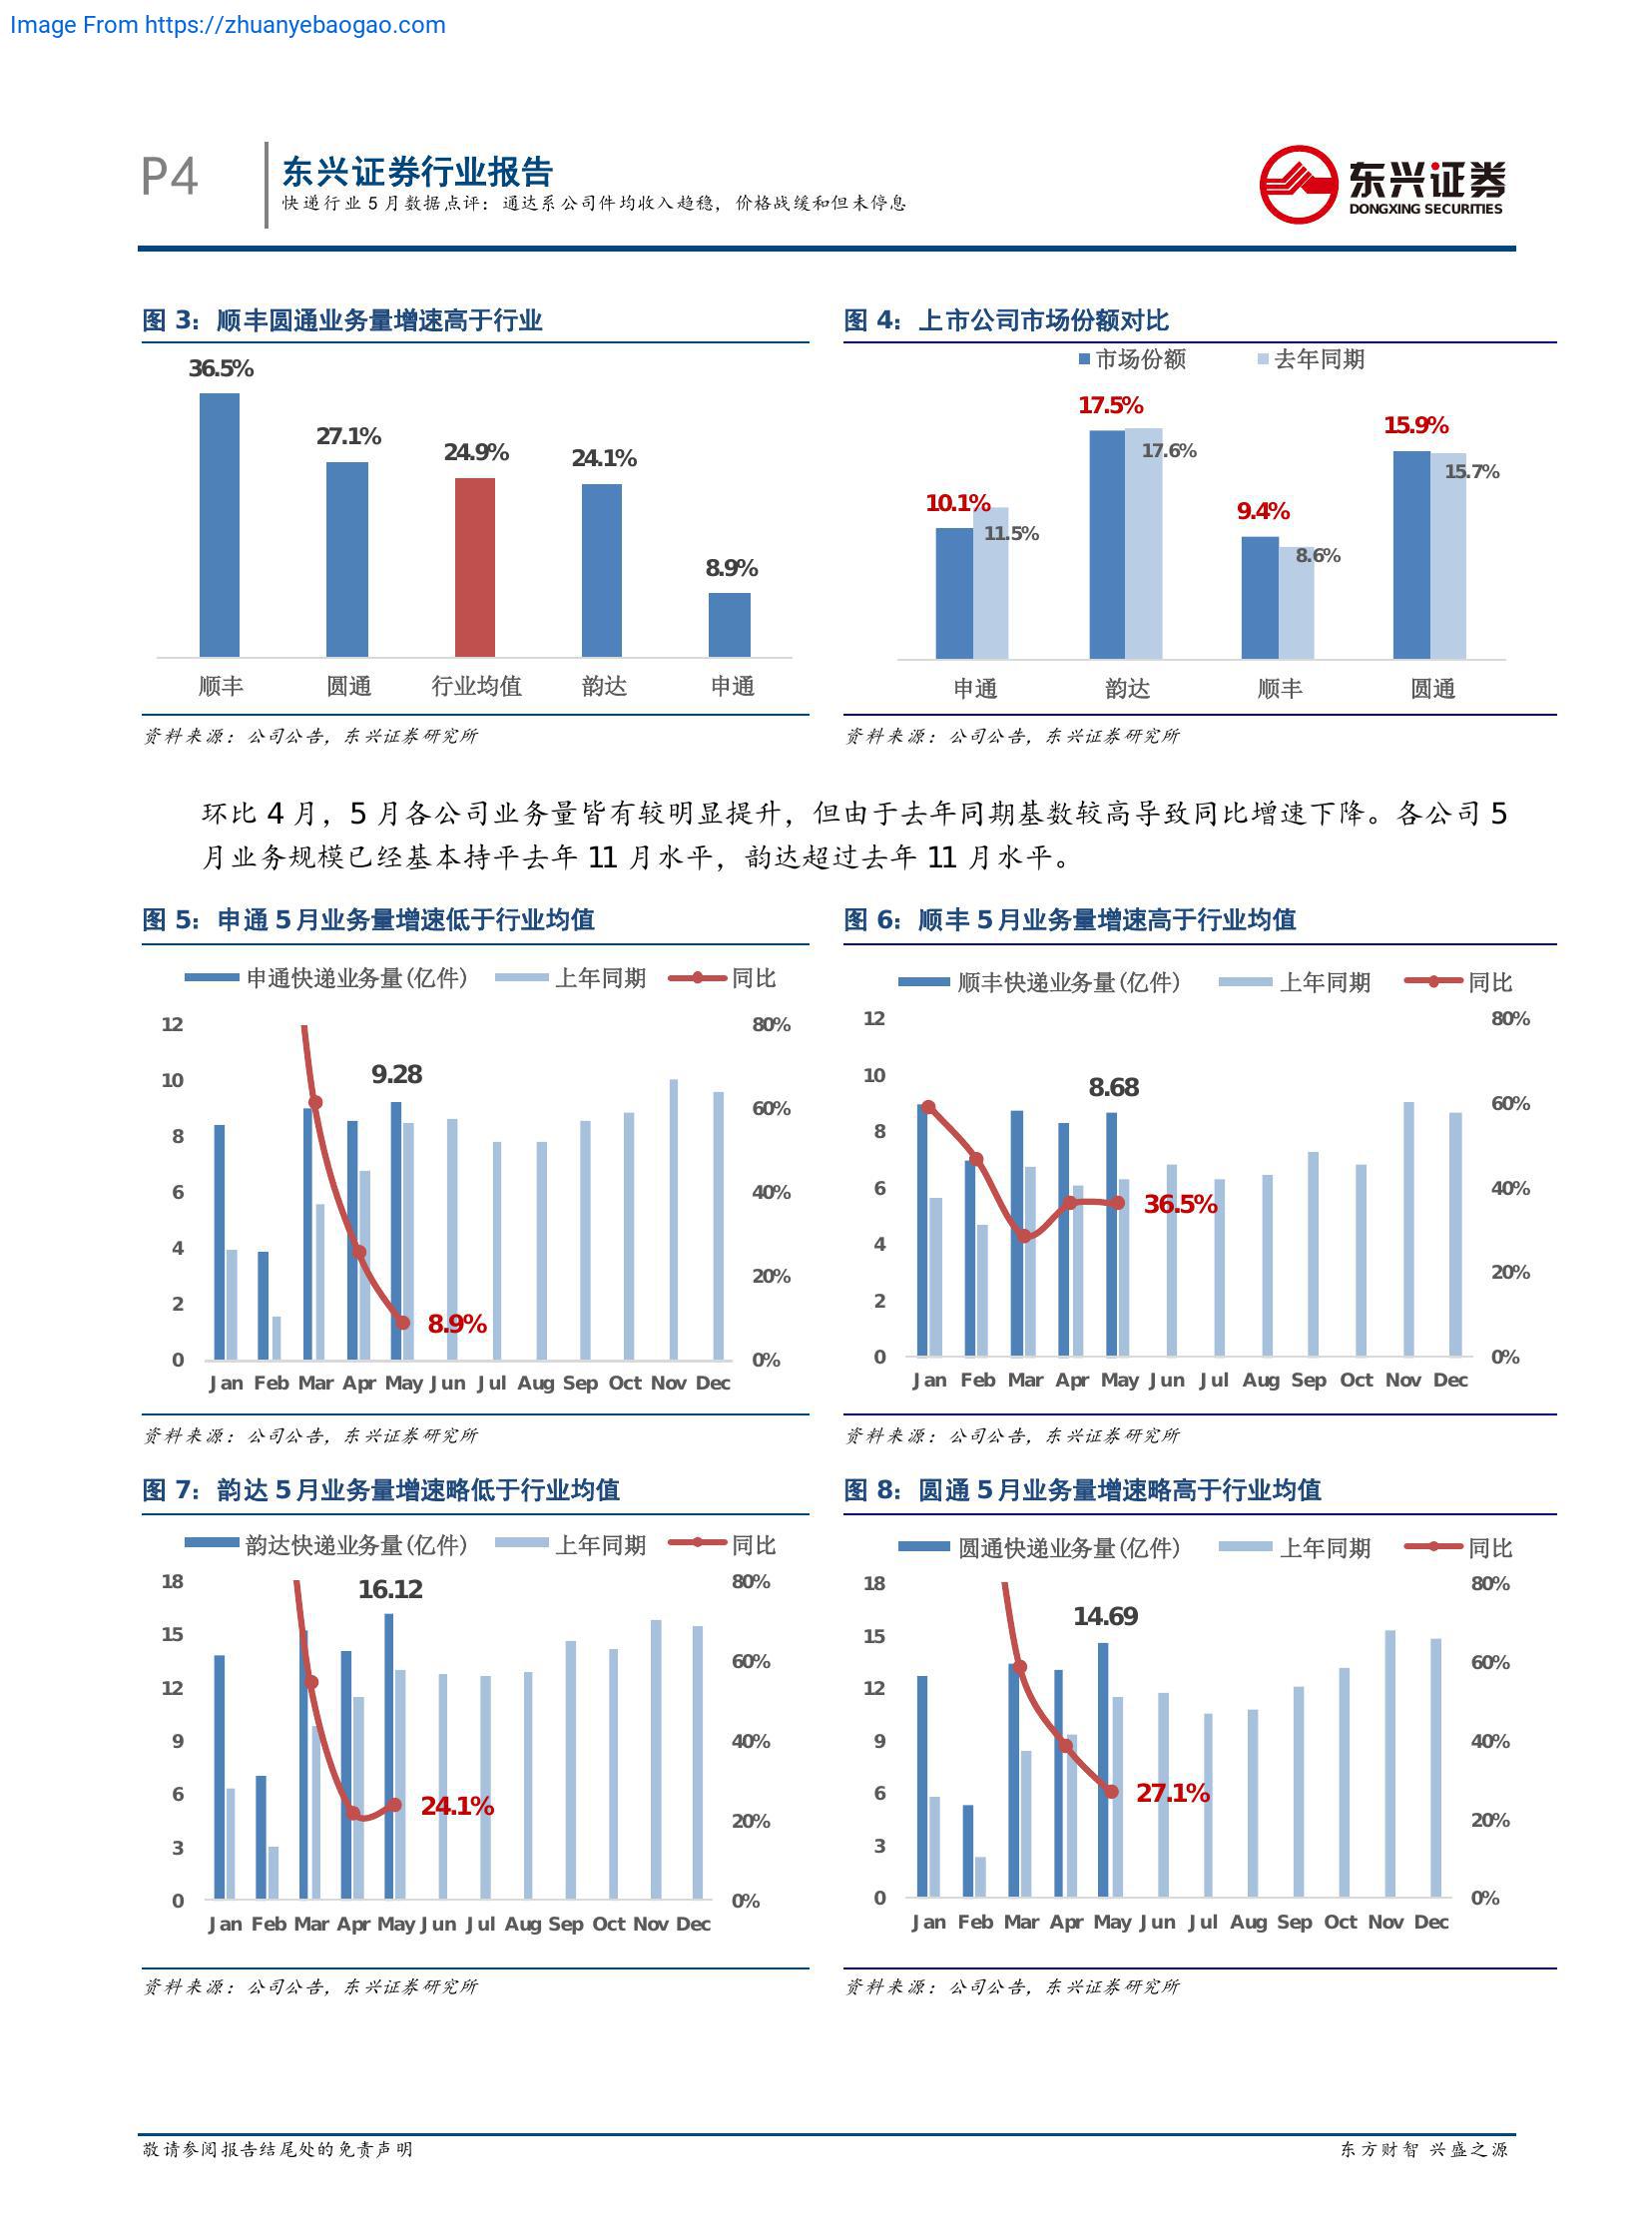 Image From https://zhuanyebaogao.com
P4
东兴证券行业报告
快递行业 5 月数据点评：通达系公司件均收入趋稳，价格战缓和但未停息
东兴证券
DONGXING SECURITIES
图 3：顺丰圆通业务量增速高于行业
36.5%
27.1%
24.9%
24.1%
8.9%
顺丰 圆通 行业均值 韵达 申通
资料来源：公司公告，东兴证券研究所
图 4：上市公司市场份额对比
市场份额 去年同期
17.5%
17.6%
15.9%
15.7%
10.1%
11.5%
9.4%
8.6%
申通 韵达 顺丰 圆通
资料来源：公司公告，东兴证券研究所
环比 4 月，5 月各公司业务量皆有较明显提升，但由于去年同期基数较高导致同比增速下降。各公司 5
月业务规模已经基本持平去年 11 月水平，韵达超过去年 11 月水平。
图 5：申通 5 月业务量增速低于行业均值
申通快递业务量(亿件) 上年同期 同比
12 80%
10
9.28
60%
8
6 40%
4
20%
2
8.9%
0 0%
Jan Feb Mar Apr May Jun Jul Aug Sep Oct Nov Dec
资料来源：公司公告，东兴证券研究所
图 6：顺丰 5 月业务量增速高于行业均值
顺丰快递业务量(亿件) 上年同期 同比
12 80%
10
8.68
60%
8
36.5%
6 40%
4
20%
2
0 0%
Jan Feb Mar Apr May Jun Jul Aug Sep Oct Nov Dec
资料来源：公司公告，东兴证券研究所
图 7：韵达 5 月业务量增速略低于行业均值
韵达快递业务量(亿件) 上年同期 同比
18 80%
16.12
15
60%
12
9 40%
24.1%
6
20%
3
0 0%
Jan Feb Mar Apr May Jun Jul Aug Sep Oct Nov Dec
资料来源：公司公告，东兴证券研究所
图 8：圆通 5 月业务量增速略高于行业均值
圆通快递业务量(亿件) 上年同期 同比
18 80%
14.69
15
60%
12
9 40%
27.1%
6
20%
3
0 0%
Jan Feb Mar Apr May Jun Jul Aug Sep Oct Nov Dec
资料来源：公司公告，东兴证券研究所
敬请参阅报告结尾处的免责声明
东方财智 兴盛之源